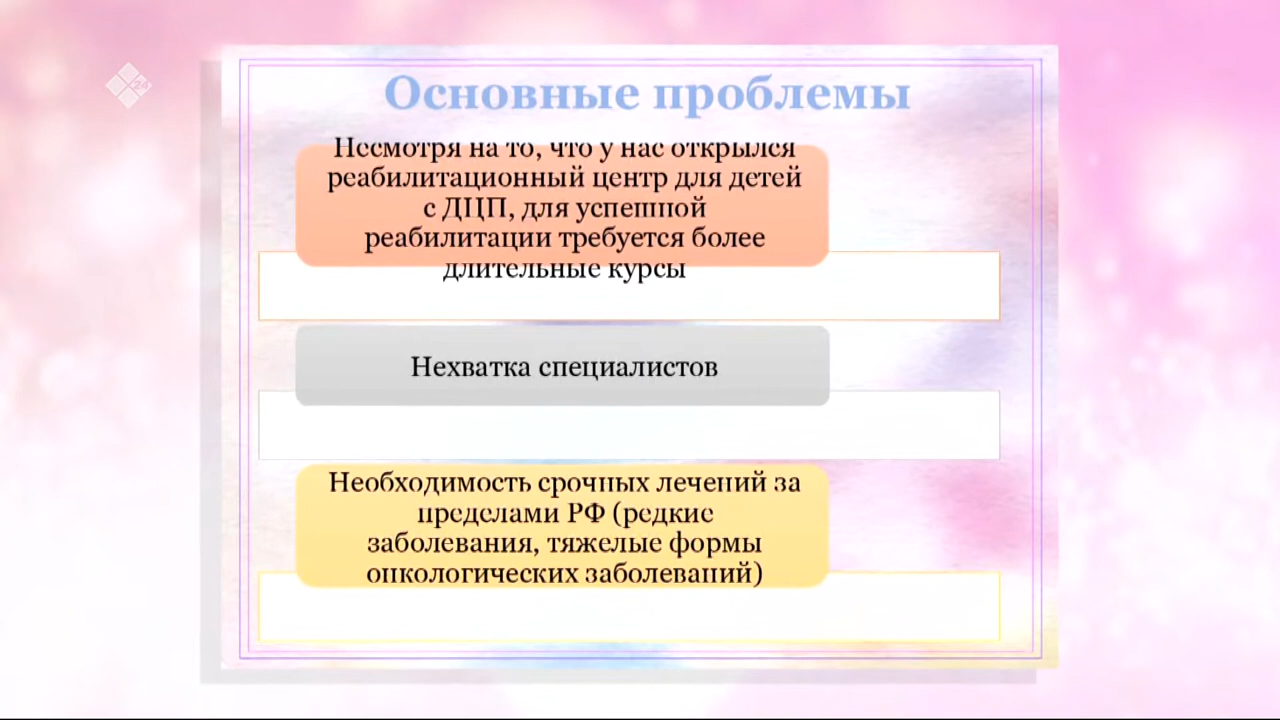 24
Основные проблемы
Несмотря на то, что у нас открылся
реабилитационный центр для детей
с ДЦП, для успешной
реабилитации требуется более
длительные курсы
Нехватка специалистов
Необходимость срочных лечений за
пределами РФ (редкие
заболевания, тяжелые формы
онкологических заболеваний)